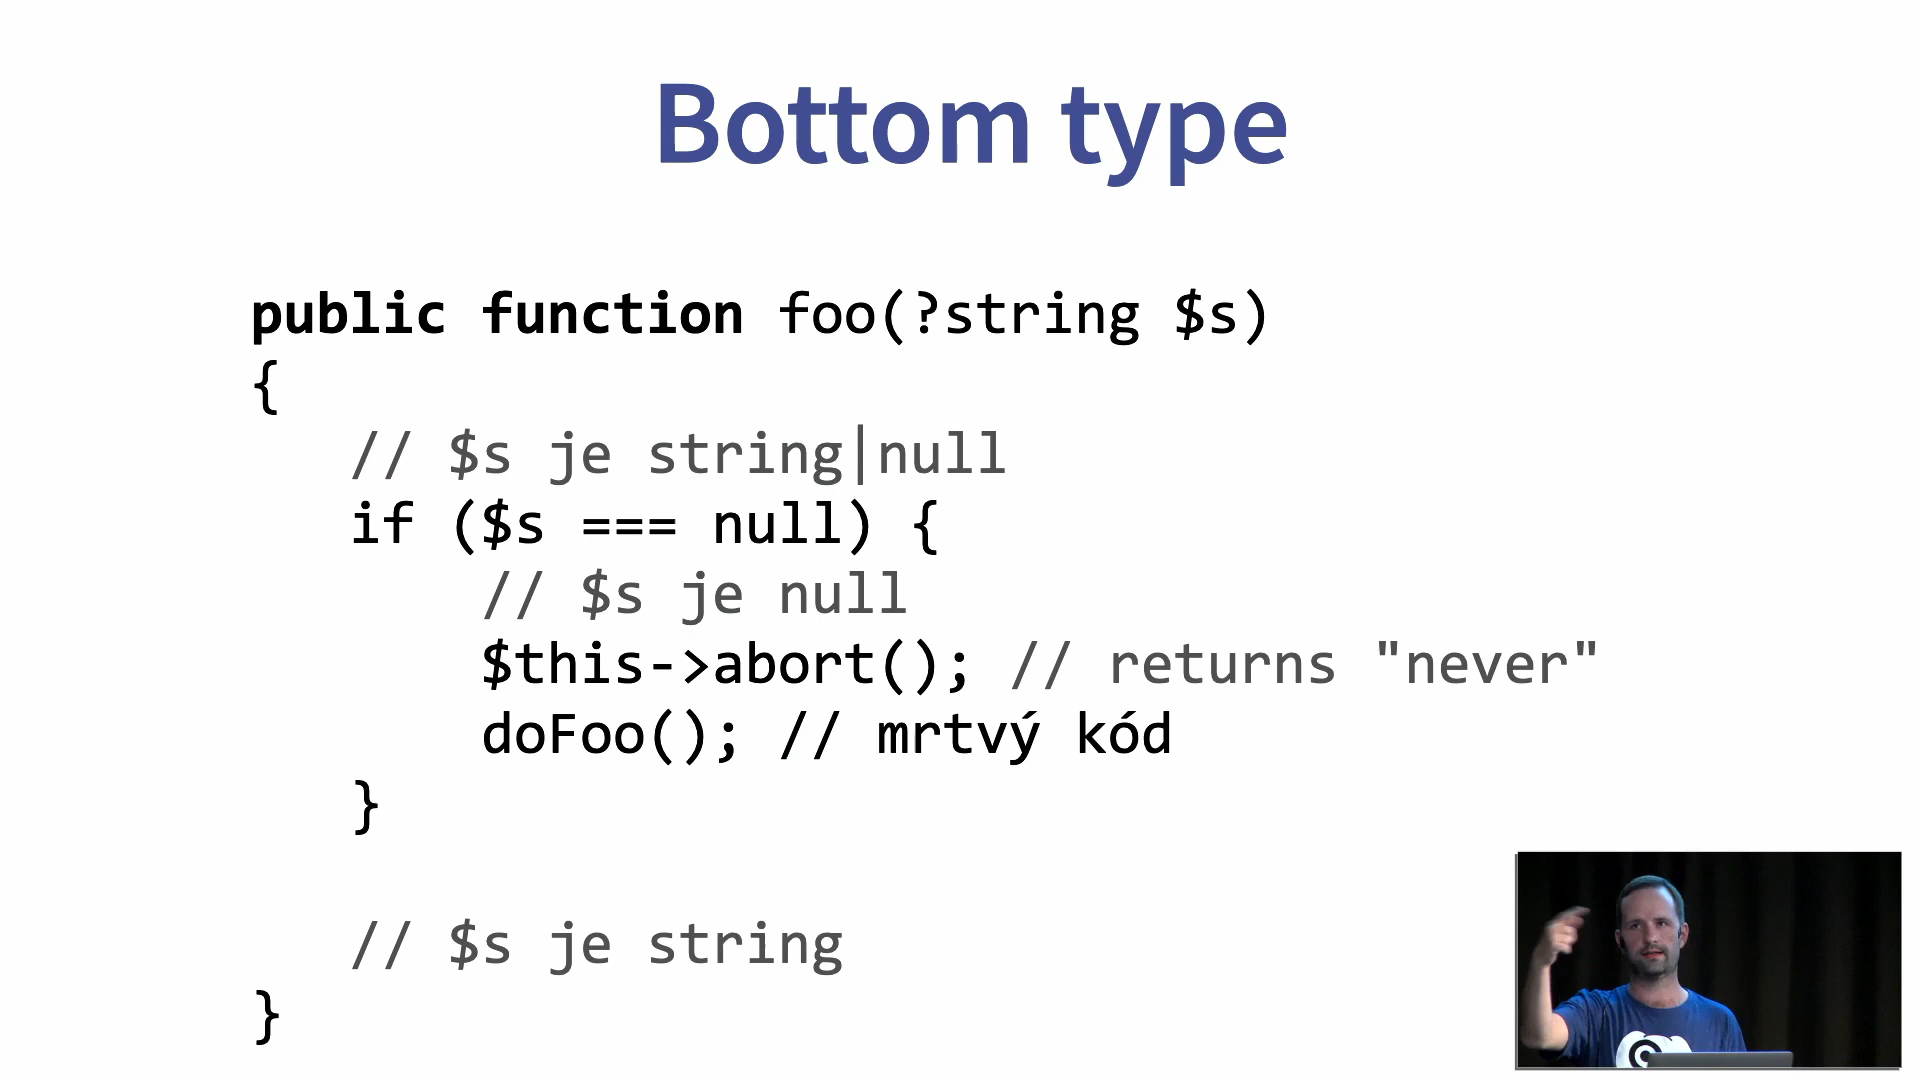 Bottom type
public function foo(?string $s)
{
// $s je string|null
if ($s === null) {
// $s je null
$this->abort(); // returns "never"
doFoo(); // mrtvý kód
}
// $s je string
}